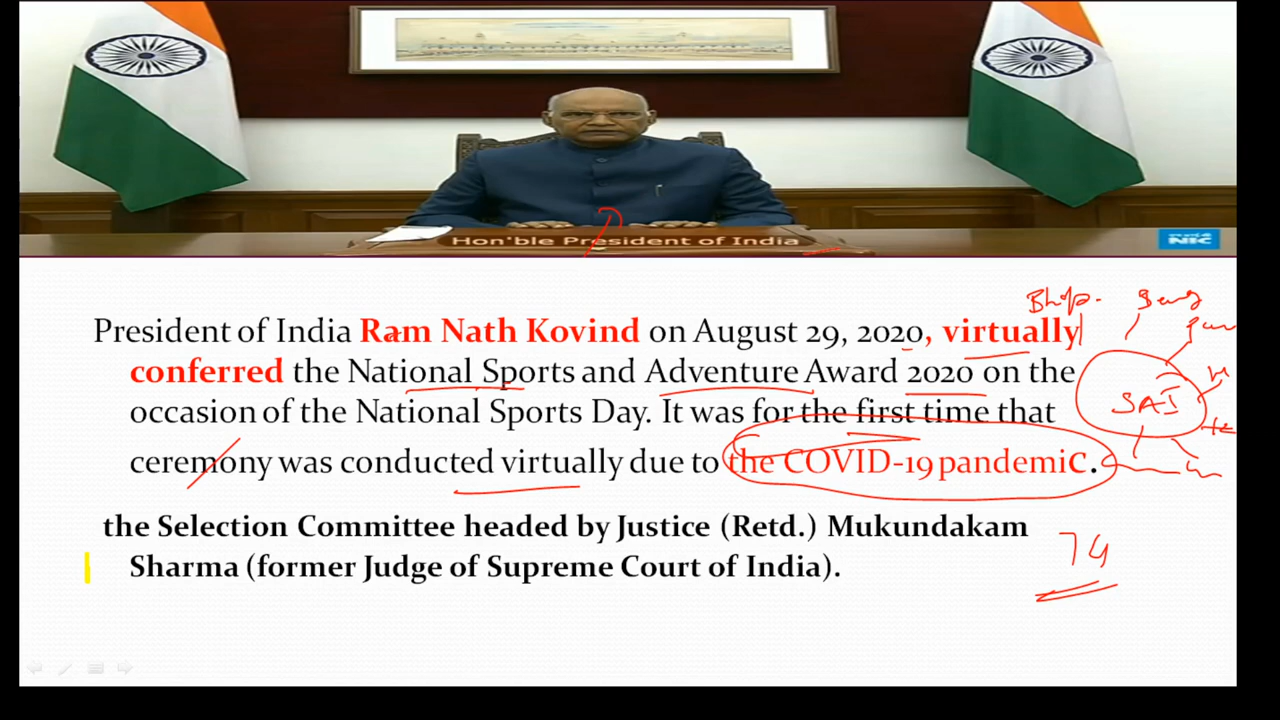 Hon'ble President of India
NIC
Bhop.
President of India Ram Nath Kovind on August 29, 2020, virtually
conferred the National Sports and Adventure Award 2020 on the
occasion of the National Sports Day. It was for the first time that
SAI
ceremony was conducted virtually due to the COVID-19 pandemic.
the Selection Committee headed by Justice (Retd.) Mukundakam
Sharma (former Judge of Supreme Court of India).
74